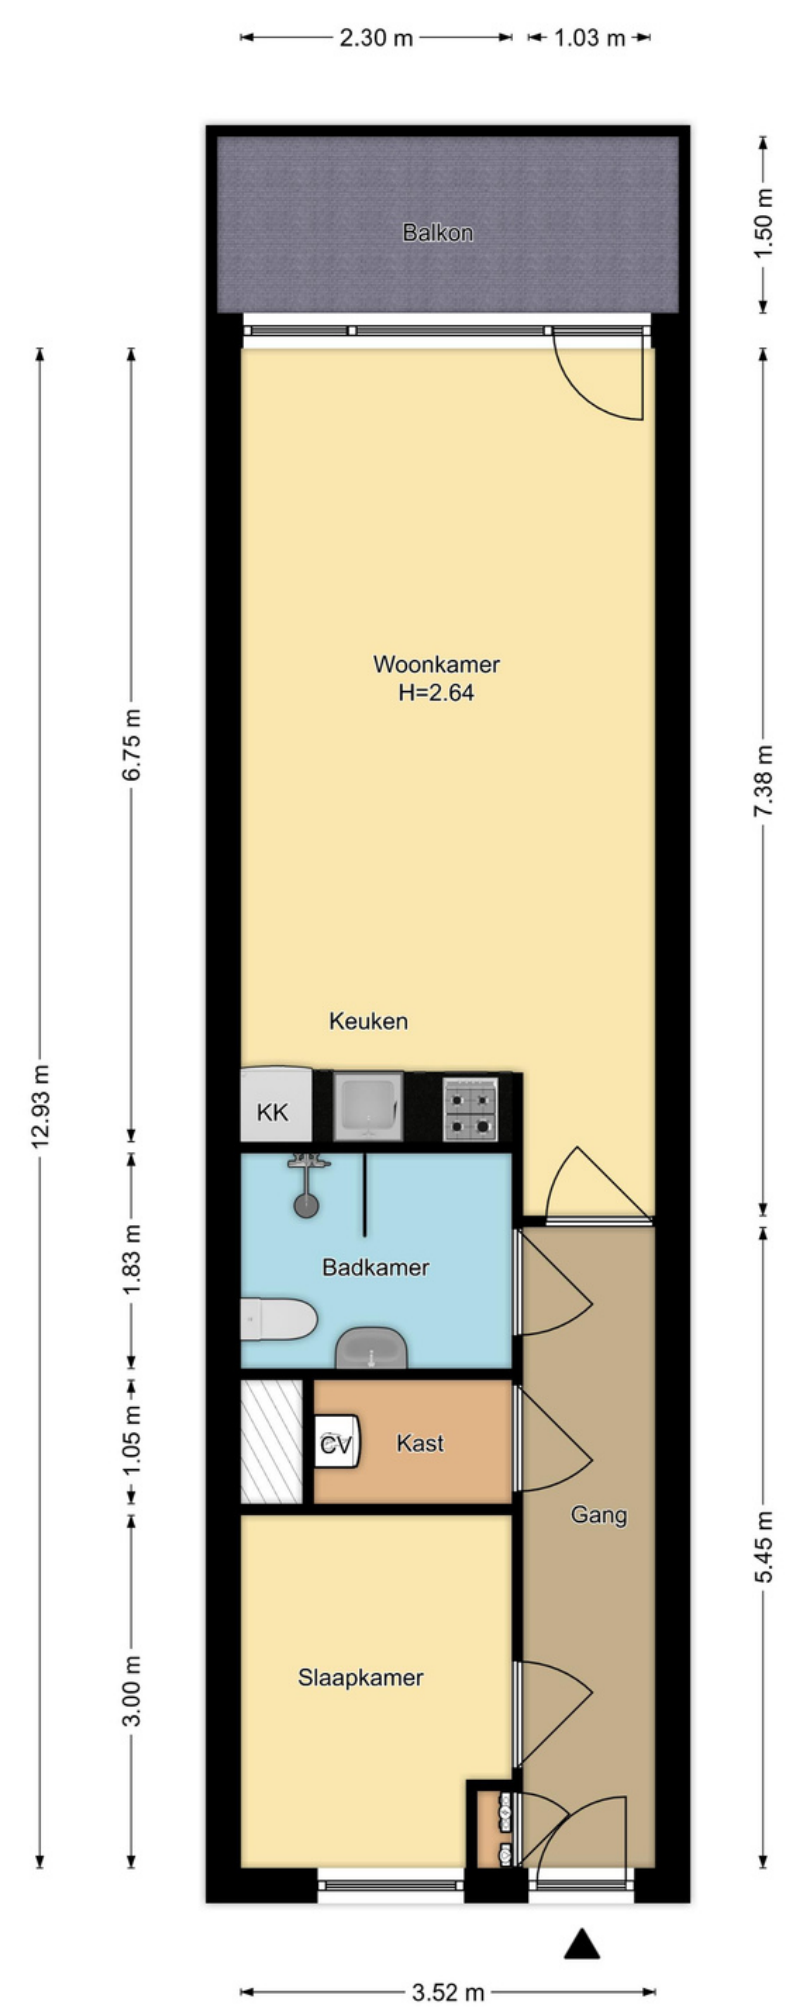 2.30 m
1.03 m
Balkon
1.50 m
Woonkamer
H=2.64
6.75 m
7.38 m
Keuken
KK
12.93 m
Badkamer
1.83 m
CV
Kast
1.05 m
Gang
5.45 m
Slaapkamer
3.00 m
3.52 m